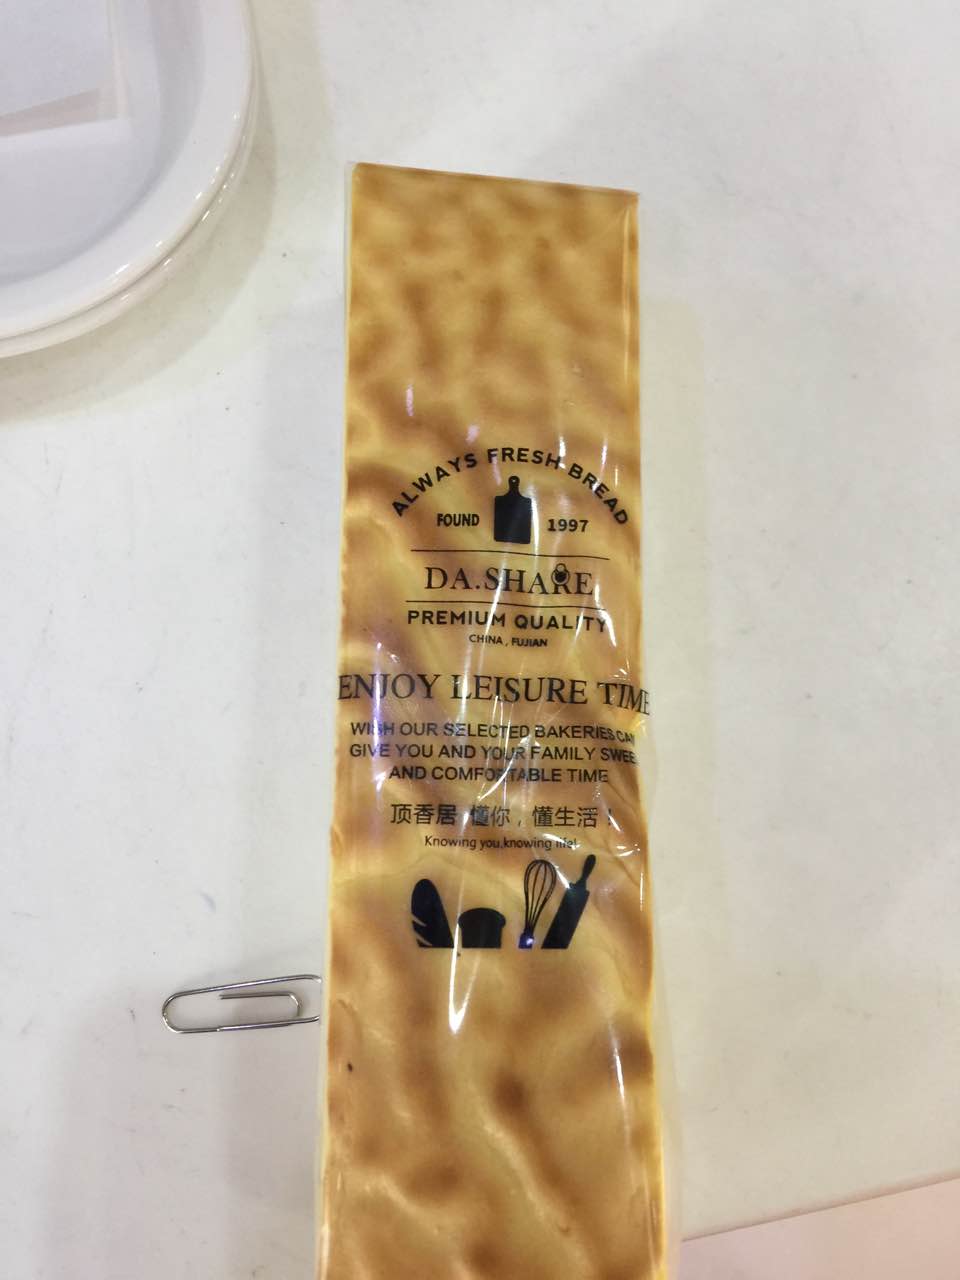 ALWAYS FRESH BREAD
FOUND 1997
DA.SHARE
PREMIUM QUALITY
CHINA, FUJIAN
ENJOY LEISURE TIME
WISH OUR SELECTED BAKERIES CAN
GIVE YOU AND YOUR FAMILY SWEE
AND COMFORTABLE TIME
顶香居 懂你，懂生活！
Knowing you,knowing life!